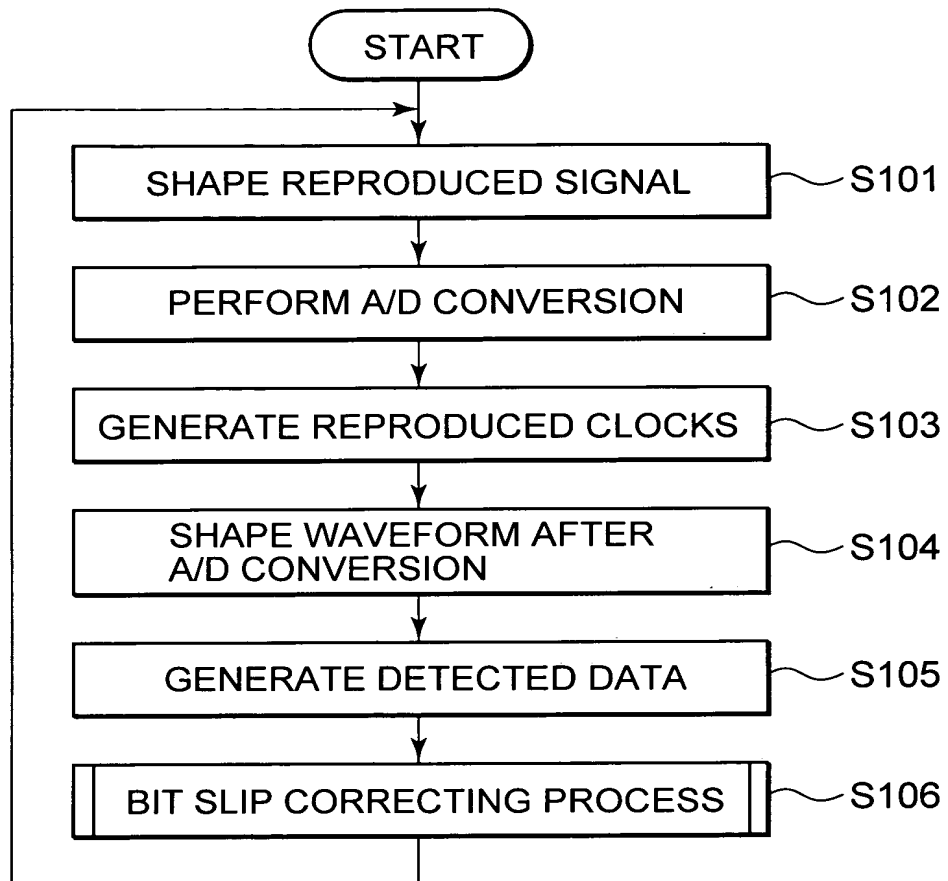 START
SHAPE REPRODUCED SIGNAL
S101
PERFORM A/D CONVERSION
S102
GENERATE REPRODUCED CLOCKS
S103
SHAPE WAVEFORM AFTER
A/D CONVERSION
S104
GENERATE DETECTED DATA
S105
BIT SLIP CORRECTING PROCESS
S106